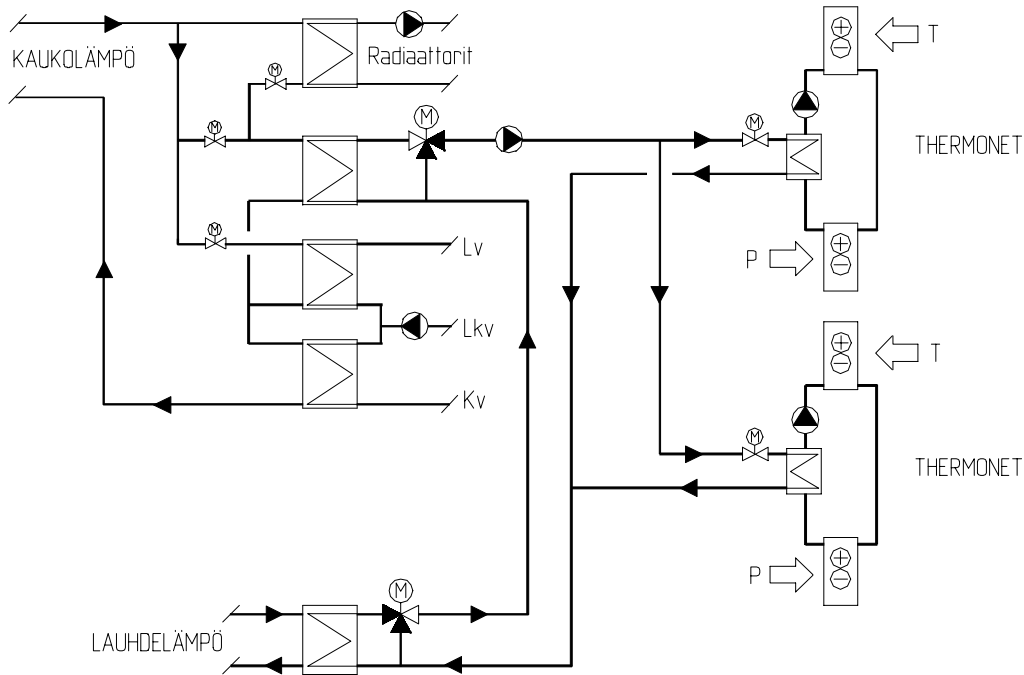 KAUKOLÄMPÖ
Radiaattorit
M
M
M
M
M
T
THERMONET
P
Lv
Lkv
Kv
T
M
THERMONET
P
M
LAUHDELÄMPÖ